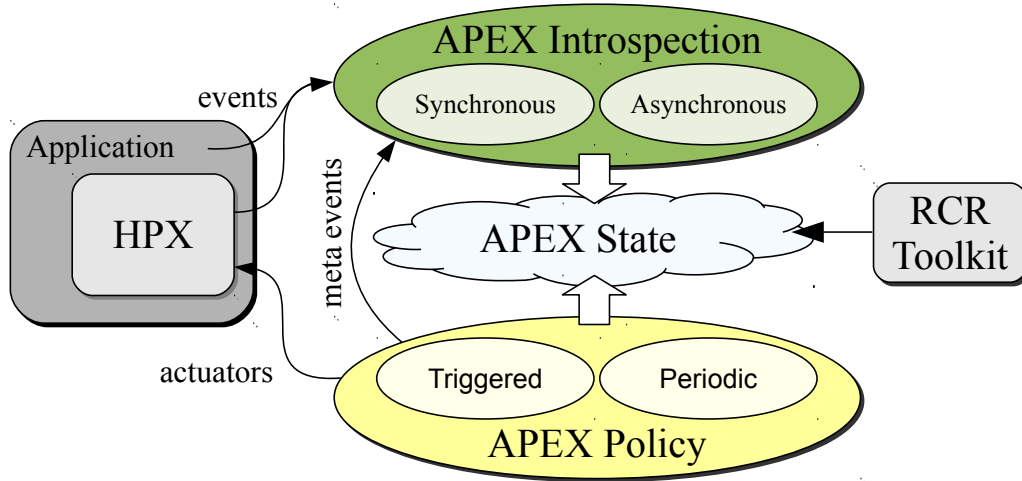 APEX Introspection
Synchronous
Asynchronous
events
Application
HPX
meta events
APEX State
RCR
Toolkit
actuators
Triggered
Periodic
APEX Policy